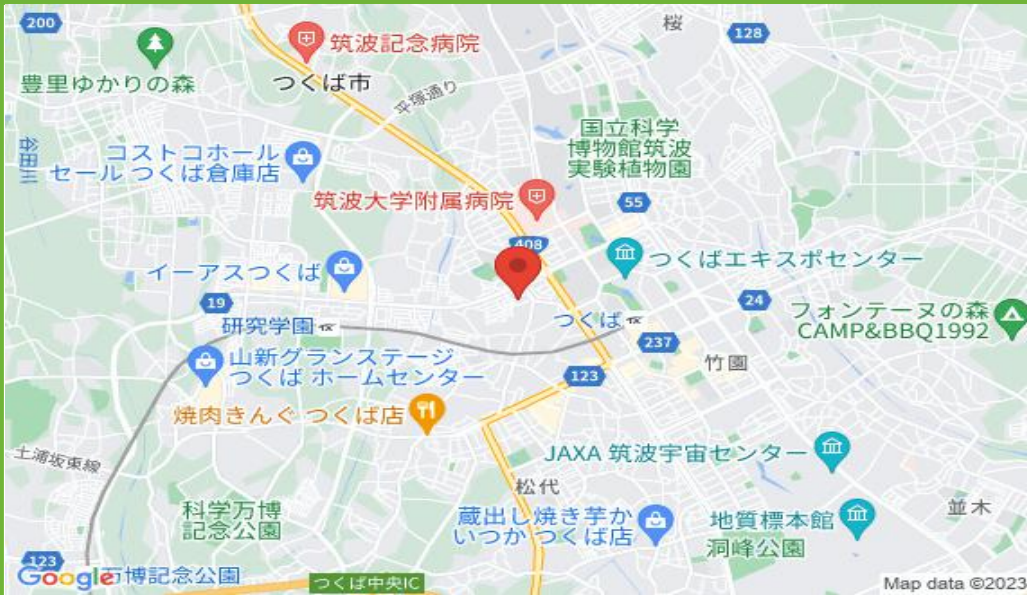 200
桜
128
筑波記念病院
豊里ゆかりの森
つくば市
平塚通り
谷田川
国立科学
博物館筑波
実験植物園
コストコホール
セール つくば倉庫店
筑波大学附属病院
55
408
つくばエキスポセンター
イーアスつくば
19
24
フォンテーヌの森
CAMP&BBQ1992
研究学園
つくば
237
竹園
山新グランステージ
つくば ホームセンター
123
焼肉きんぐ つくば店
土浦坂東線
JAXA 筑波宇宙センター
松代
科学万博
記念公園
蔵出し焼き芋か
いつか つくば店
地質標本館
洞峰公園
並木
123
Google
万博記念公園
つくば中央IC
Map data ©2023